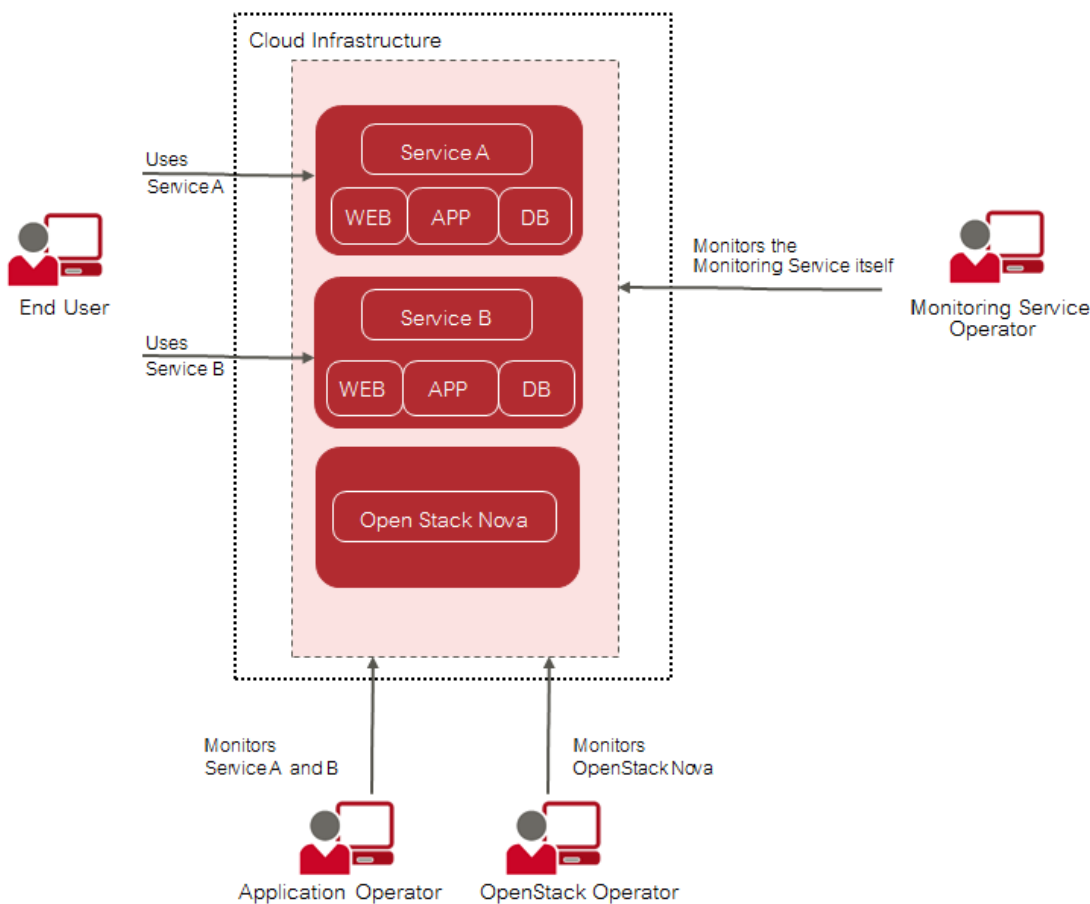 Cloud Infrastructure
Service A
WEB
APP
DB
Uses
Service A
End User
Service B
WEB
APP
DB
Uses
Service B
Open Stack Nova
Monitors the
Monitoring Service itself
Monitoring Service
Operator
Monitors
Service A and B
Application Operator
Monitors
OpenStack Nova
OpenStack Operator